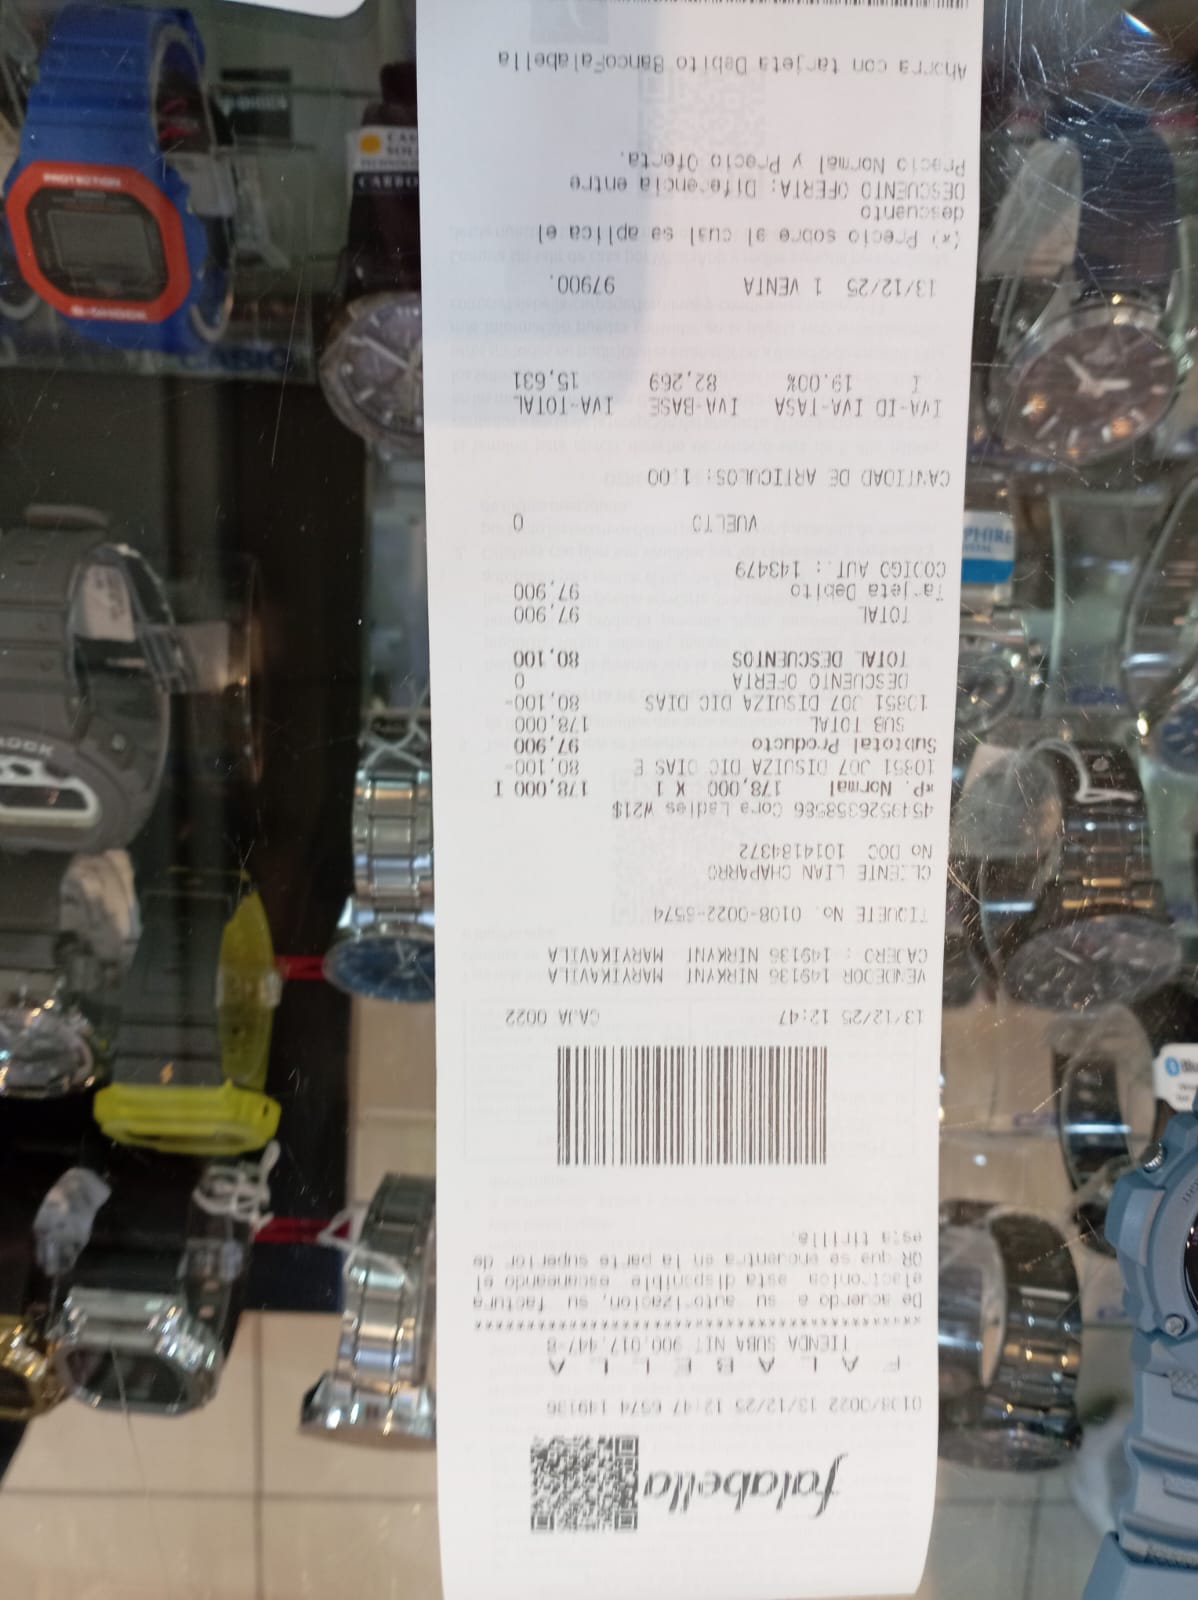 falabella
0108/0022 13/12/25 12:47 6574 149136
F A L A B E L L A
TIENDA SUBA NIT 900.017.447-8
De acuerdo a su autorizacion, su factura
electronica esta disponible escaneando el
QR que se encuentra en la parte superior de
esta tirilla.
13/12/25 12:47 CAJA 0022
VENDEDOR 149136 NIRKYNT MARYIKAVILA
CAJERO : 149136 NIRKYNT MARYIKAVILA
TIQUETE No. 0108-0022-6574
CLIENTE LIAN CHAPARRO
No DOC 1014184372
Cora Ladies W21$
*P. Normal 178,000 X 1 178,000 I
10851 J07 DISUIZA DIC DIAS E 80,100-
Subtotal Producto 97,900
SUB TOTAL 178,000
10851 J07 DISUIZA DIC DIAS 80,100-
DESCUENTO OFERTA 0
TOTAL DESCUENTOS 80,100
TOTAL 97,900
Tarjeta Debito 97,900
CODIGO AUT.: 143479
VUELTO 0
CANTIDAD DE ARTICULOS: 1.00
IVA-ID IVA-TASA IVA-BASE IVA-TOTAL
I 19.00% 82,269 15,631
13/12/25 1 VENTA 97900.
(*) Precio sobre el cual se aplica el
descuento
DESCUENTO OFERTA: Diferencia entre
Precio Normal y Precio Oferta.
Ahorra con tarjeta Debito BancoFalabella
PROTECTION
G-SHOCK
CASIO